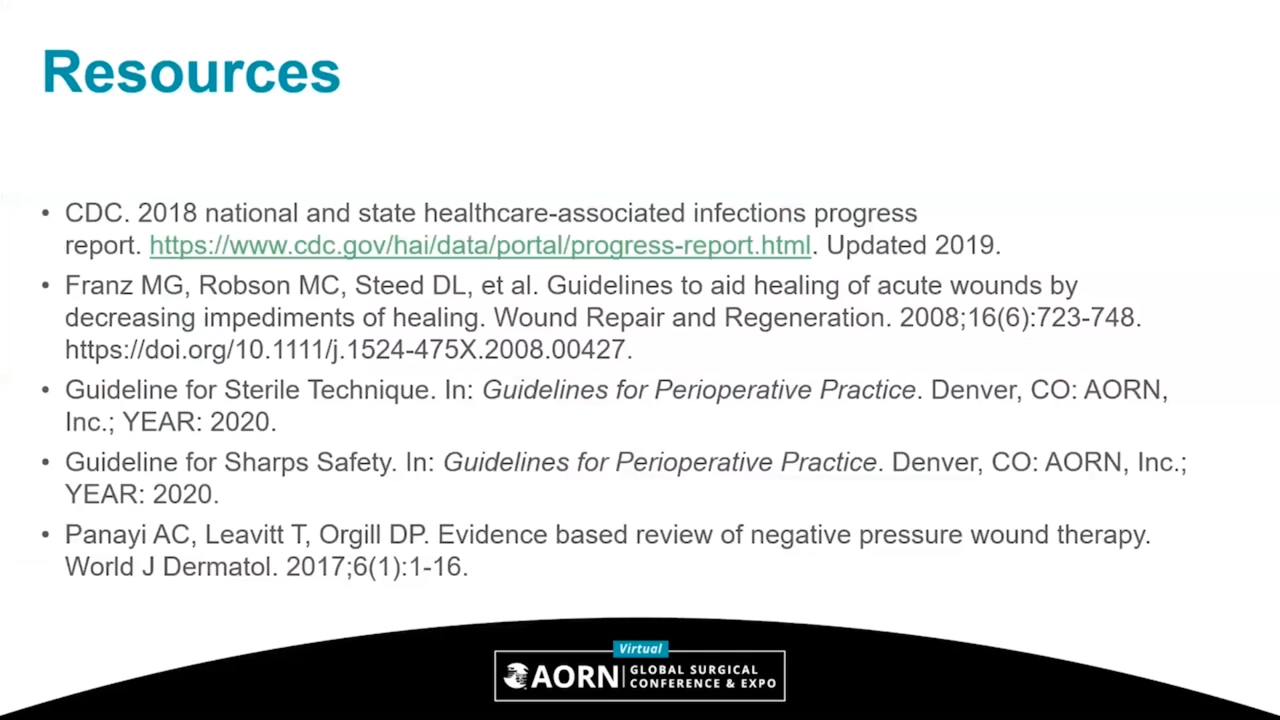 Resources
• CDC. 2018 national and state healthcare-associated infections progress
report. https://www.cdc.gov/hai/data/portal/progress-report.html. Updated 2019.
• Franz MG, Robson MC, Steed DL, et al. Guidelines to aid healing of acute wounds by
decreasing impediments of healing. Wound Repair and Regeneration. 2008;16(6):723-748.
https://doi.org/10.1111/j.1524-475X.2008.00427.
• Guideline for Sterile Technique. In: Guidelines for Perioperative Practice. Denver, CO: AORN,
Inc.; YEAR: 2020.
• Guideline for Sharps Safety. In: Guidelines for Perioperative Practice. Denver, CO: AORN, Inc.;
YEAR: 2020.
• Panayi AC, Leavitt T, Orgill DP. Evidence based review of negative pressure wound therapy.
World J Dermatol. 2017;6(1):1-16.
Virtual
AORN GLOBAL SURGICAL
CONFERENCE & EXPO